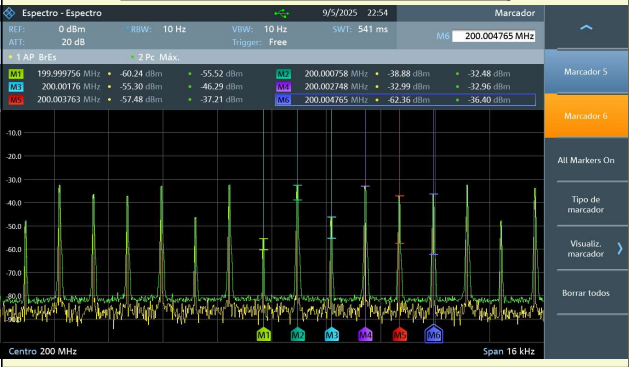 Espectro - Espectro 9/5/2025 22:54 Marcador
REF: 0 dBm RBW: 10 Hz VBW: 10 Hz SWT: 541 ms M6 200.004765 MHz
ATT: 20 dB Trigger: Free
1 AP BrEs 2 Pc Máx.
M1 199.999756 MHz -60.24 dBm -55.52 dBm M2 200.000758 MHz -38.88 dBm -32.48 dBm
M3 200.00176 MHz -55.30 dBm -46.29 dBm M4 200.002748 MHz -32.99 dBm -32.96 dBm
M5 200.003763 MHz -57.48 dBm -37.21 dBm M6 200.004765 MHz -62.36 dBm -36.40 dBm
-10.0
-20.0
-30.0
-40.0
-50.0
-60.0
-70.0
-80.0
-90.0
M1 M2 M3 M4 M5 M6
Centro 200 MHz Span 16 kHz
Marcador 5
Marcador 6
All Markers On
Tipo de
marcador
Visualiz.
marcador
Borrar todos